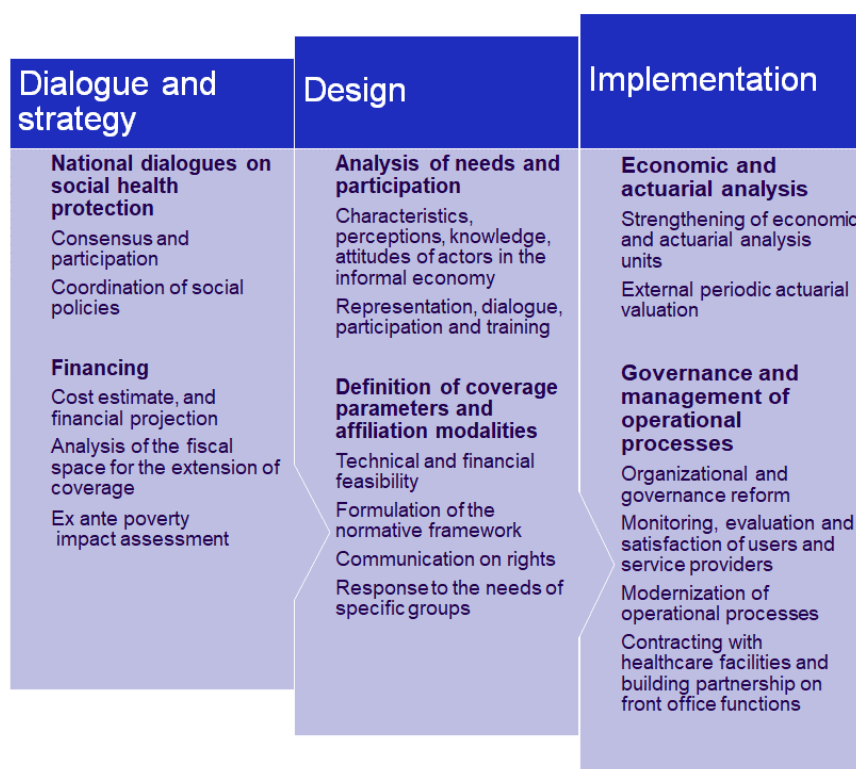 Dialogue and
strategy
National dialogues on
social health
protection
Consensus and
participation
Coordination of social
policies
Financing
Cost estimate, and
financial projection
Analysis of the fiscal
space for the extension of
coverage
Ex ante poverty
impact assessment
Design
Analysis of needs and
participation
Characteristics,
perceptions, knowledge,
attitudes of actors in the
informal economy
Representation, dialogue,
participation and training
Definition of coverage
parameters and
affiliation modalities
Technical and financial
feasibility
Formulation of the
normative framework
Communication on rights
Response to the needs of
specific groups
Implementation
Economic and
actuarial analysis
Strengthening of economic
and actuarial analysis
units
External periodic actuarial
valuation
Governance and
management of
operational
processes
Organizational and
governance reform
Monitoring, evaluation and
satisfaction of users and
service providers
Modernization of
operational processes
Contracting with
healthcare facilities and
building partnership on
front office functions